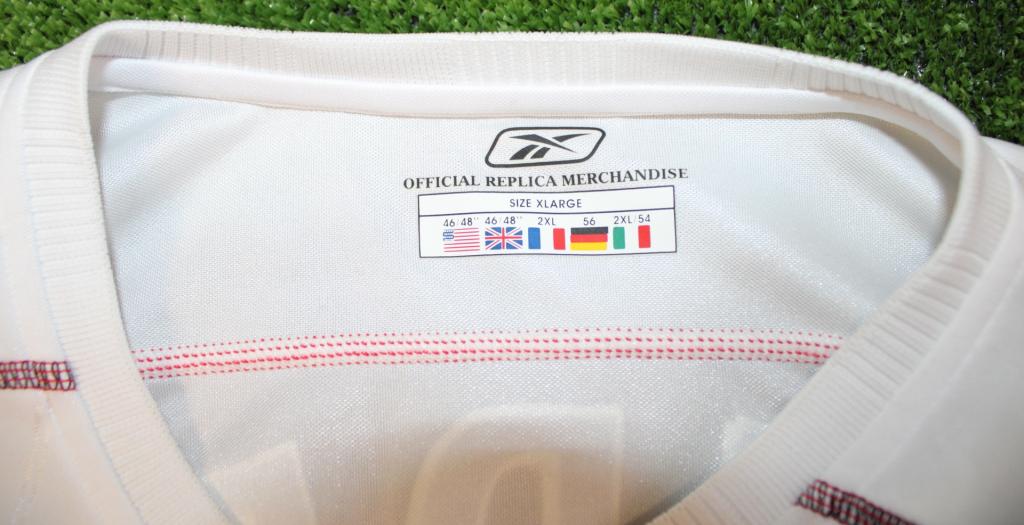 OFFICIAL REPLICA MERCHANDISE
SIZE XLARGE
46/48" 46/48" 2XL 56 2XL/54